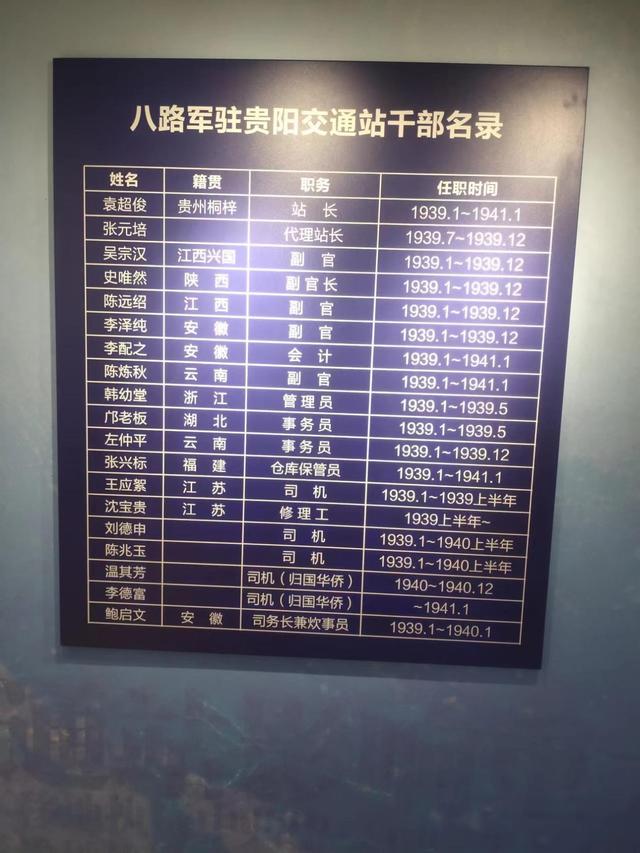 八路军驻贵阳交通站干部名录
姓名 籍贯 职务 任职时间
袁超俊 贵州桐梓 站 长 1939.1~1941.1
张元培 代理站长 1939.7~1939.12
吴宗汉 江西兴国 副 官 1939.1~1939.12
史唯然 陕 西 副官长 1939.1~1939.12
陈远绍 江 西 副 官 1939.1~1939.12
李泽纯 安 徽 副 官 1939.1~1939.12
李配之 安 徽 会 计 1939.1~1941.1
陈炼秋 云 南 副 官 1939.1~1941.1
韩幼堂 浙 江 管理员 1939.1~1939.5
邝老板 湖 北 事务员 1939.1~1939.5
左仲平 云 南 事务员 1939.1~1939.12
张兴标 福 建 仓库保管员 1939.1~1941.1
王应絮 江 苏 司 机 1939.1~1939上半年
沈宝贵 江 苏 修理工 1939上半年~
刘德申 司 机 1939.1~1940上半年
陈兆玉 司 机 1939.1~1940上半年
温其芳 司机（归国华侨） 1940~1940.12
李德富 司机（归国华侨） ~1941.1
鲍启文 安 徽 司务长兼炊事员 1939.1~1940.1